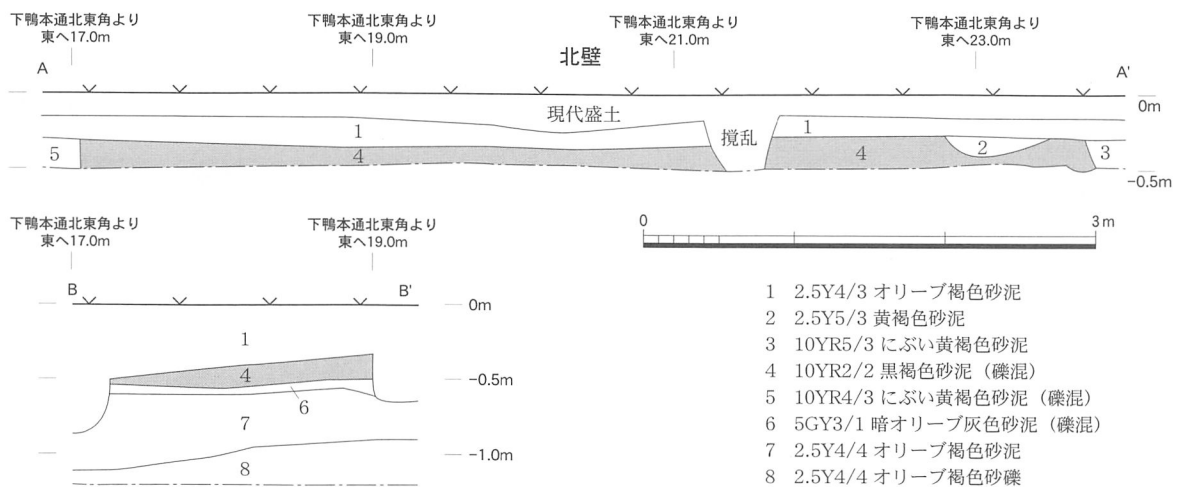 下鴨本通北東角より
東へ17.0m
下鴨本通北東角より
東へ19.0m
下鴨本通北東角より
東へ21.0m
下鴨本通北東角より
東へ23.0m
北壁
A
A'
0m
現代盛土
1
1
撹乱
5
4
4
2
3
-0.5m
下鴨本通北東角より
東へ17.0m
下鴨本通北東角より
東へ19.0m
0
3m
B
B'
0m
1
4
-0.5m
6
7
-1.0m
8
1 2.5Y4/3 オリーブ褐色砂泥
2 2.5Y5/3 黄褐色砂泥
3 10YR5/3 にぶい黄褐色砂泥
4 10YR2/2 黒褐色砂泥（礫混）
5 10YR4/3 にぶい黄褐色砂泥（礫混）
6 5GY3/1 暗オリーブ灰色砂泥（礫混）
7 2.5Y4/4 オリーブ褐色砂泥
8 2.5Y4/4 オリーブ褐色砂礫